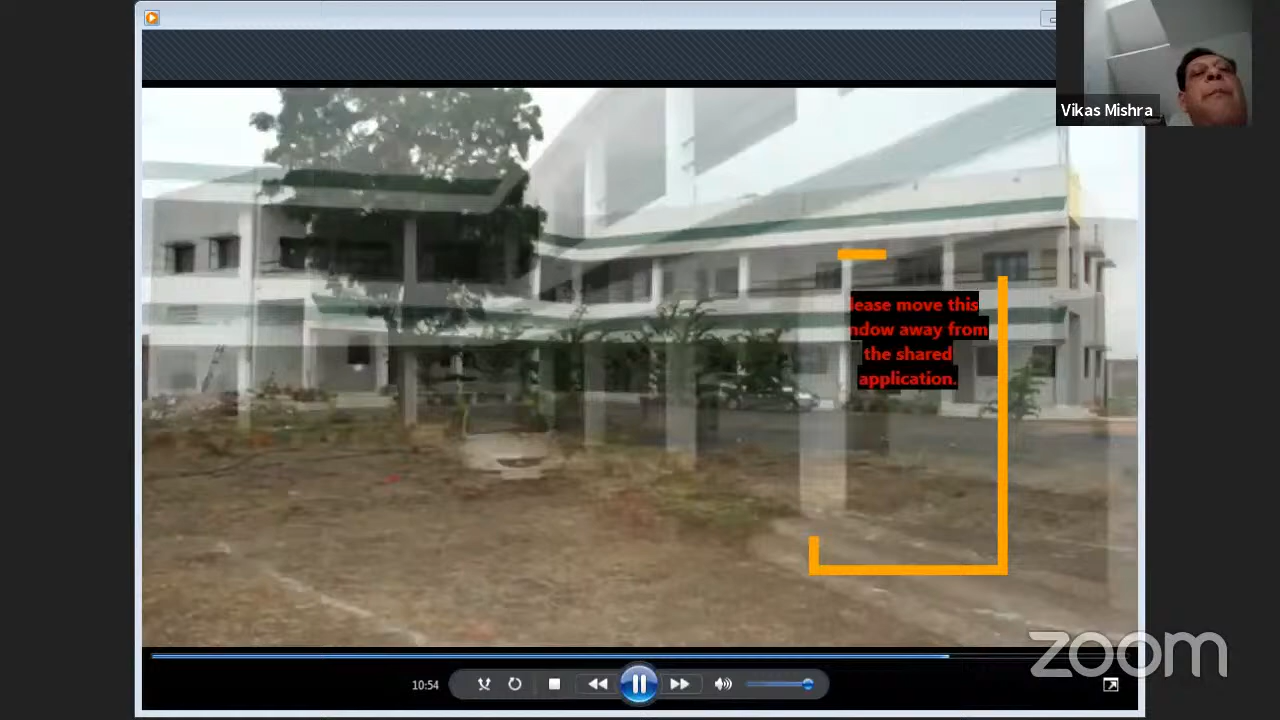 Vikas Mishra
lease move this
ndow away from
the shared
application.
zoom
10:54